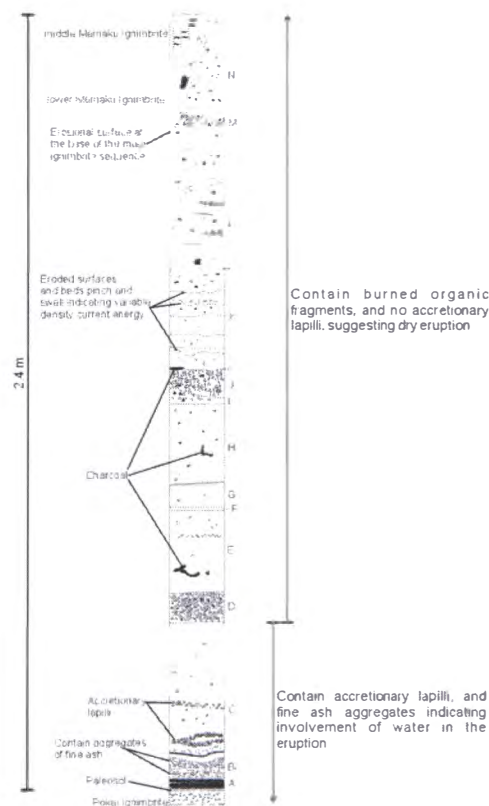 middle Mamaku Ignimbrite
N
lower Mamaku Ignimbrite
M
Erosional surface at
the base of the main
ignimbrite sequence
Eroded surfaces
and beds pinch and
swell indicating variable
density current energy
K
Contain burned organic
fragments, and no accretionary
lapilli, suggesting dry eruption
24 m
J
I
H
Charcoal
G
F
E
D
Accretionary
lapilli
C
Contain accretionary lapilli, and
fine ash aggregates indicating
involvement of water in the
eruption
Contain aggregates
of fine ash
B
Paleosol
A
Pokai Ignimbrite